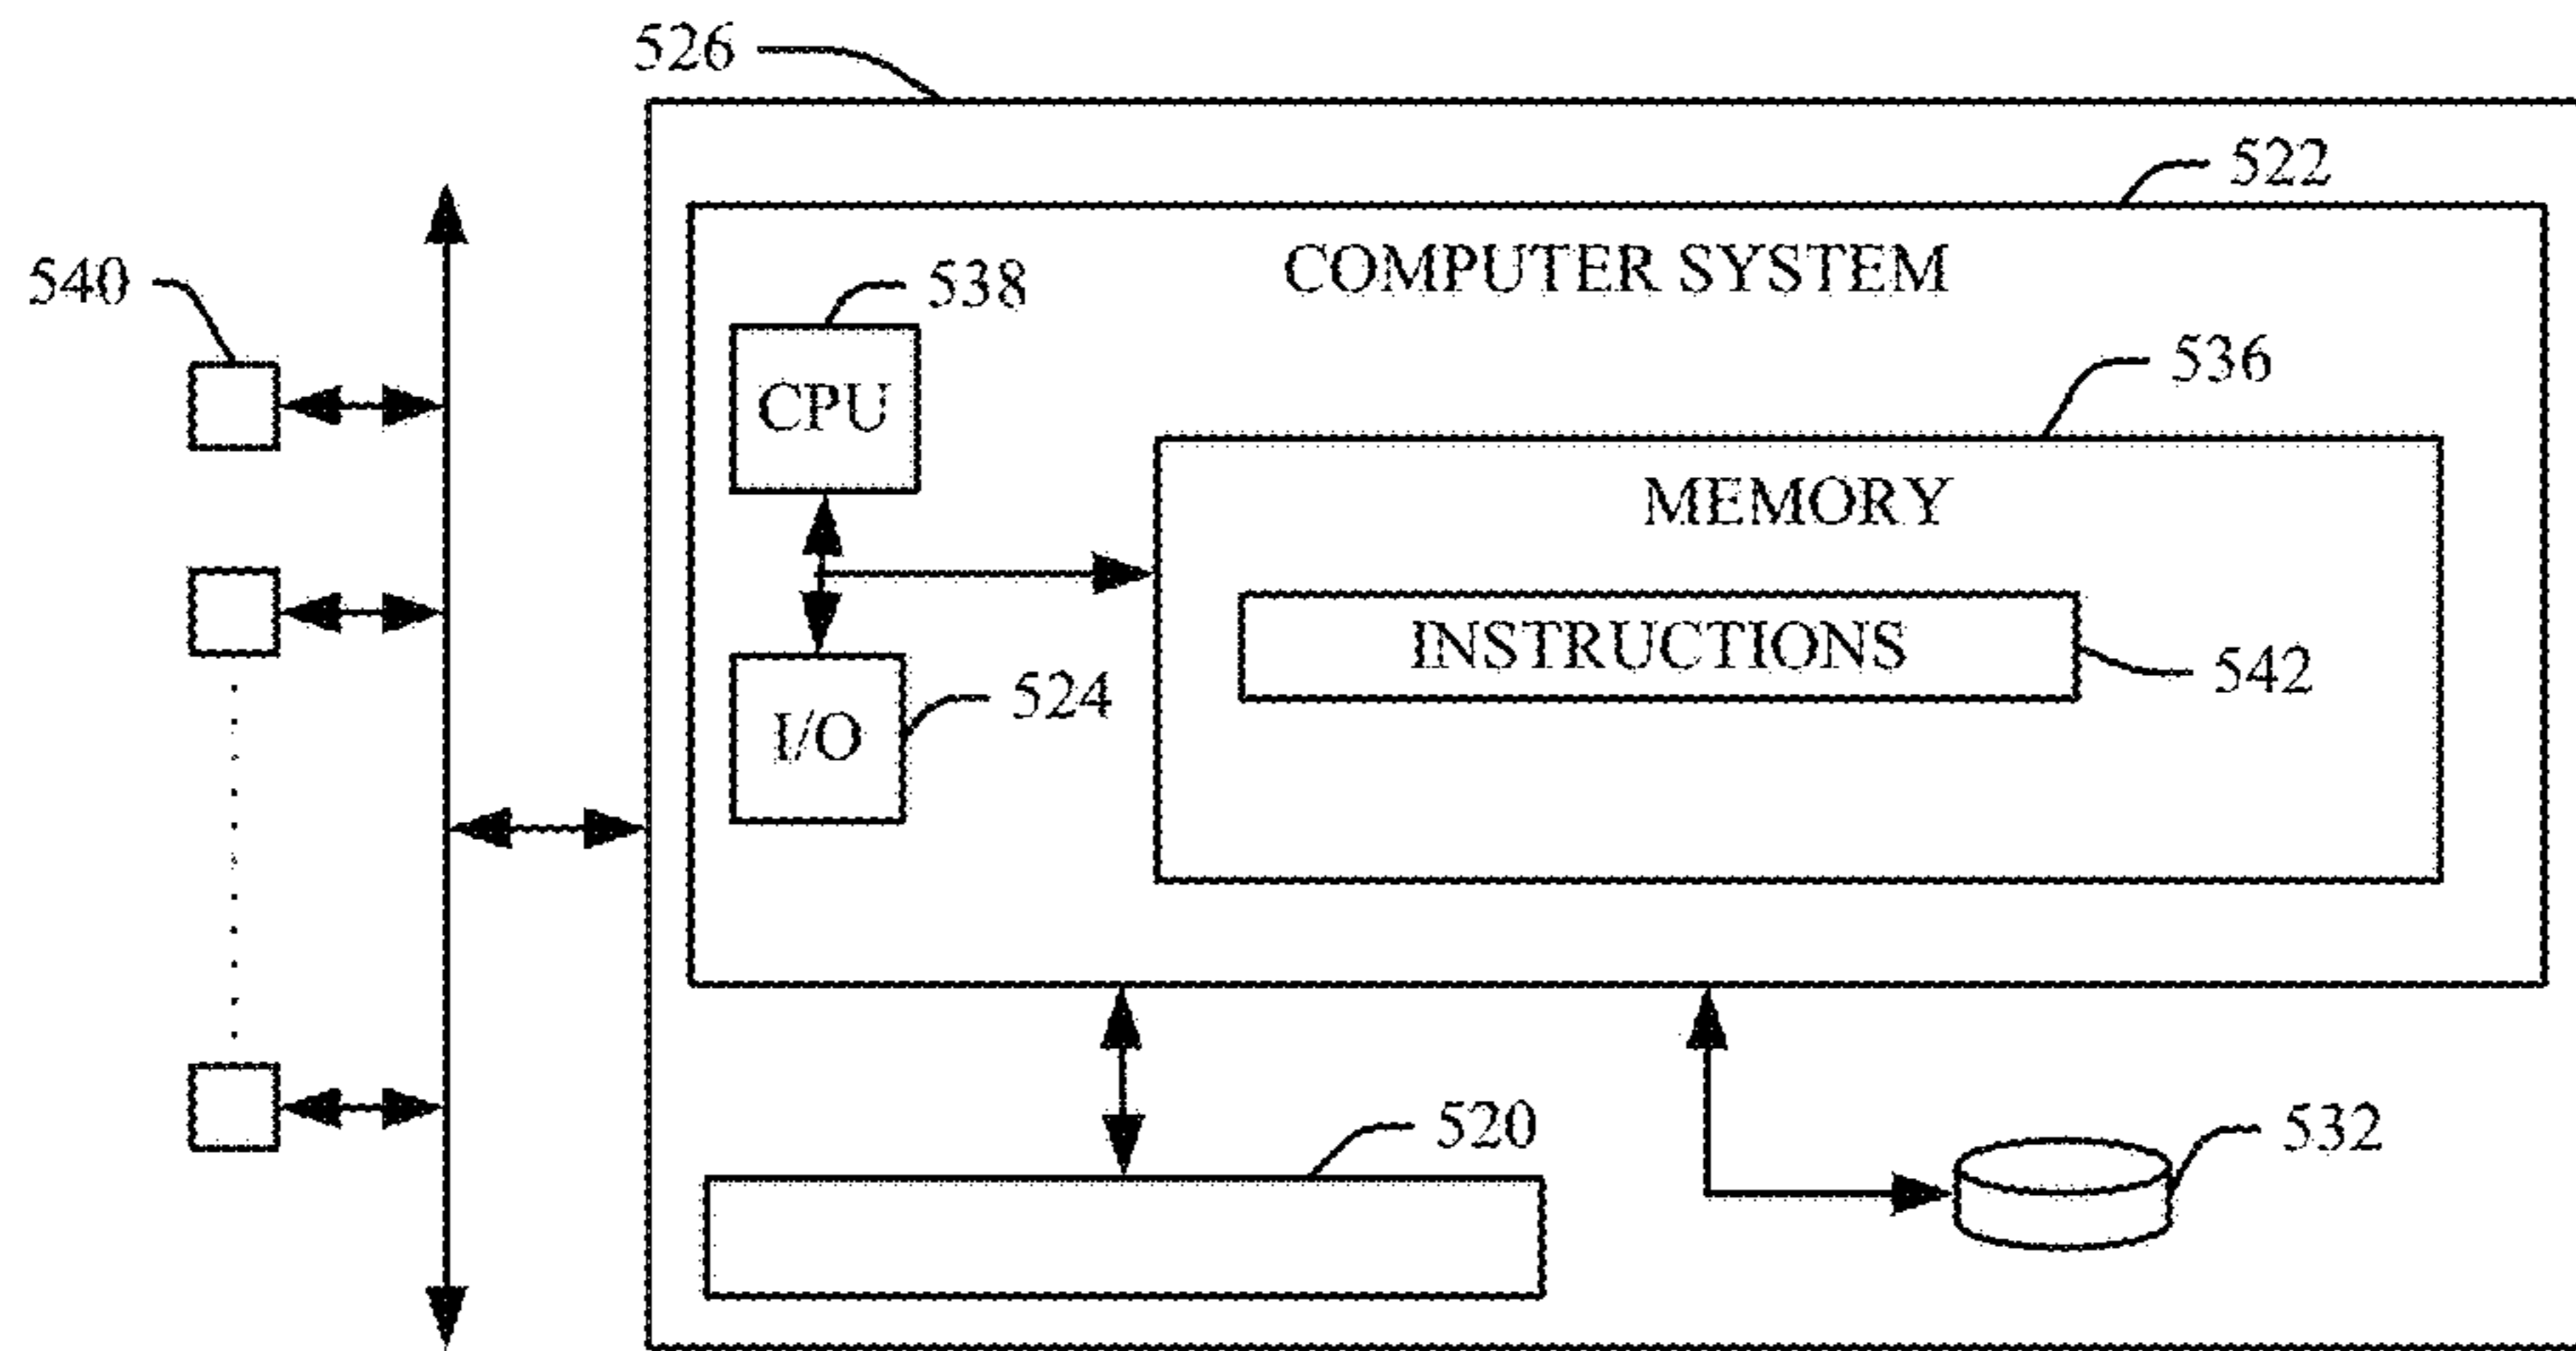 526
522
COMPUTER SYSTEM
540
538
CPU
536
MEMORY
INSTRUCTIONS
542
524
I/O
520
532